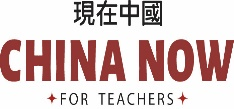 現在中國
CHINA NOW
FOR TEACHERS